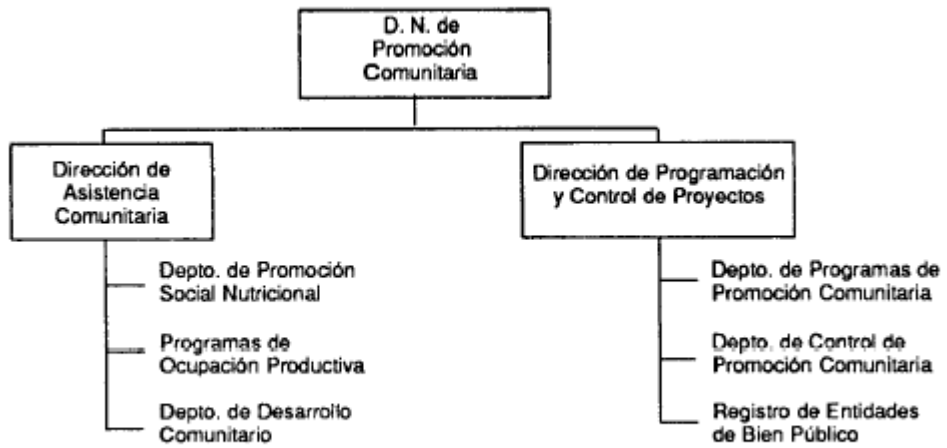 D. N. de
Promoción
Comunitaria
Dirección de
Asistencia
Comunitaria
Depto. de Promoción
Social Nutricional
Programas de
Ocupación Productiva
Depto. de Desarrollo
Comunitario
Dirección de Programación
y Control de Proyectos
Depto. de Programas de
Promoción Comunitaria
Depto. de Control de
Promoción Comunitaria
Registro de Entidades
de Bien Público